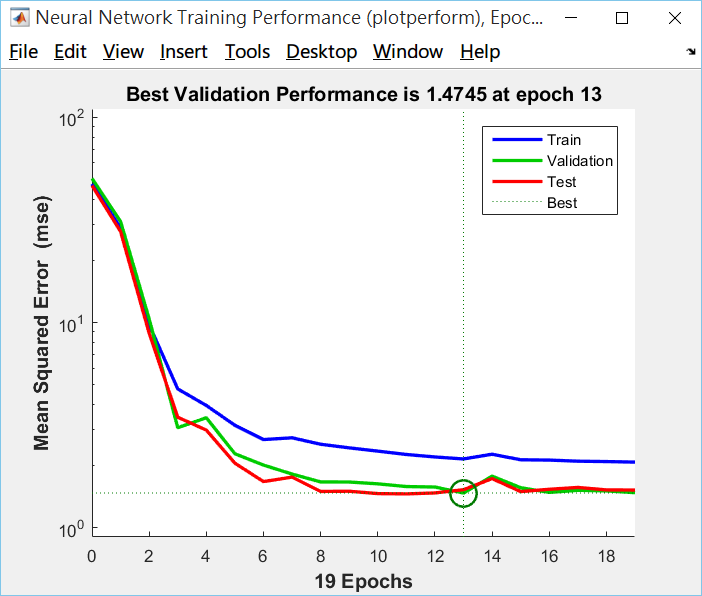 Neural Network Training Performance (plotperform), Epoc...
File Edit View Insert Tools Desktop Window Help
Best Validation Performance is 1.4745 at epoch 13
Train
Validation
Test
Best
Mean Squared Error (mse)
10^2
10^1
10^0
0 2 4 6 8 10 12 14 16 18
19 Epochs